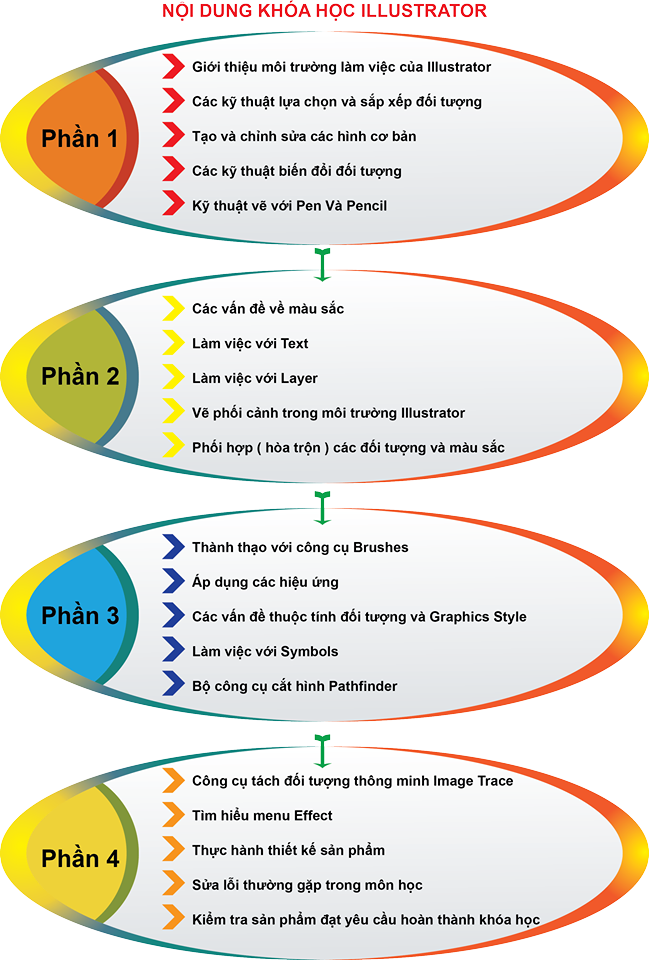 NỘI DUNG KHÓA HỌC ILLUSTRATOR
Phần 1
Giới thiệu môi trường làm việc của Illustrator
Các kỹ thuật lựa chọn và sắp xếp đối tượng
Tạo và chỉnh sửa các hình cơ bản
Các kỹ thuật biến đổi đối tượng
Kỹ thuật vẽ với Pen Và Pencil
Phần 2
Các vấn đề về màu sắc
Làm việc với Text
Làm việc với Layer
Vẽ phối cảnh trong môi trường Illustrator
Phối hợp ( hòa trộn ) các đối tượng và màu sắc
Phần 3
Thành thạo với công cụ Brushes
Áp dụng các hiệu ứng
Các vấn đề thuộc tính đối tượng và Graphics Style
Làm việc với Symbols
Bộ công cụ cắt hình Pathfinder
Phần 4
Công cụ tách đối tượng thông minh Image Trace
Tìm hiểu menu Effect
Thực hành thiết kế sản phẩm
Sửa lỗi thường gặp trong môn học
Kiểm tra sản phẩm đạt yêu cầu hoàn thành khóa học